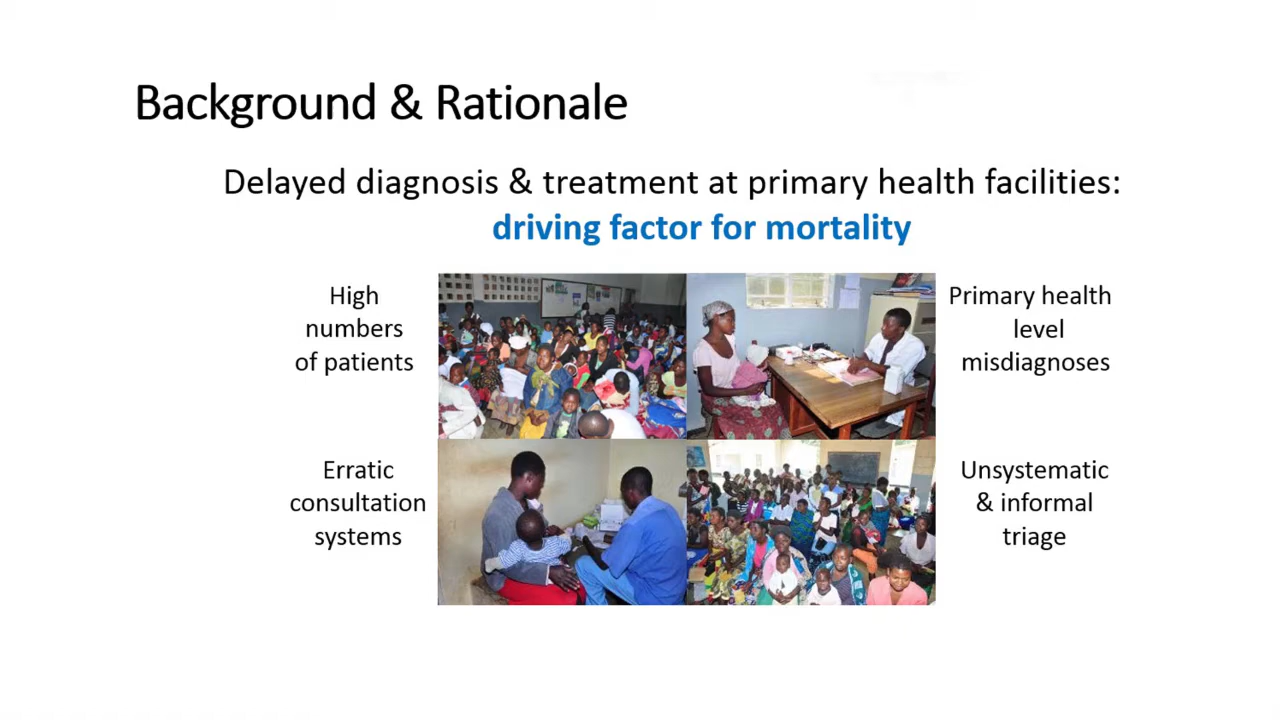 Background & Rationale
Delayed diagnosis & treatment at primary health facilities:
driving factor for mortality
High
numbers
of patients
Primary health
level
misdiagnoses
Erratic
consultation
systems
Unsystematic
& informal
triage